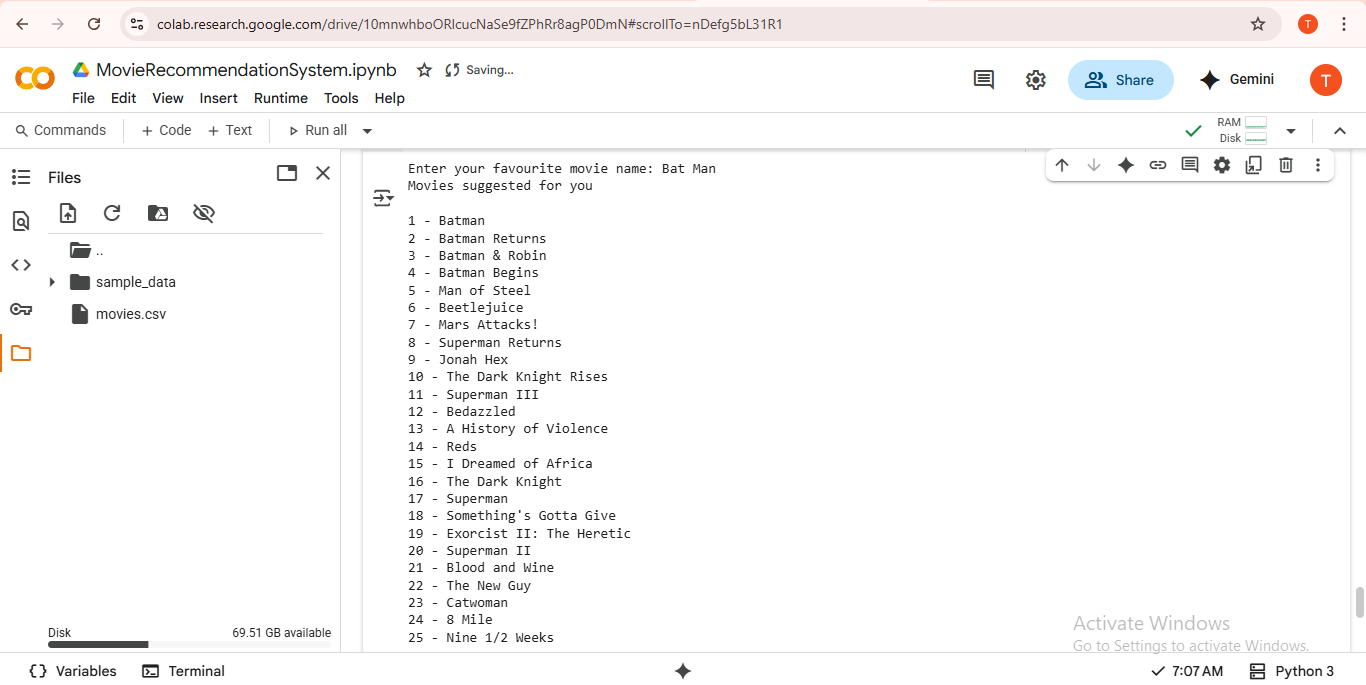 colab.research.google.com/drive/10mnwhboORlcucNaSe9fZPhRr8agP0DmN#scrollTo=nDefg5bL31R1
T
MovieRecommendationSystem.ipynb
Saving...
File Edit View Insert Runtime Tools Help
Share
Gemini
T
Commands + Code + Text Run all
RAM
Disk
Files
..
sample_data
movies.csv
Disk 69.51 GB available
Enter your favourite movie name: Bat Man
Movies suggested for you
1 - Batman
2 - Batman Returns
3 - Batman & Robin
4 - Batman Begins
5 - Man of Steel
6 - Beetlejuice
7 - Mars Attacks!
8 - Superman Returns
9 - Jonah Hex
10 - The Dark Knight Rises
11 - Superman III
12 - Bedazzled
13 - A History of Violence
14 - Reds
15 - I Dreamed of Africa
16 - The Dark Knight
17 - Superman
18 - Something's Gotta Give
19 - Exorcist II: The Heretic
20 - Superman II
21 - Blood and Wine
22 - The New Guy
23 - Catwoman
24 - 8 Mile
25 - Nine 1/2 Weeks
Activate Windows
Go to Settings to activate Windows.
{} Variables Terminal
7:07 AM Python 3